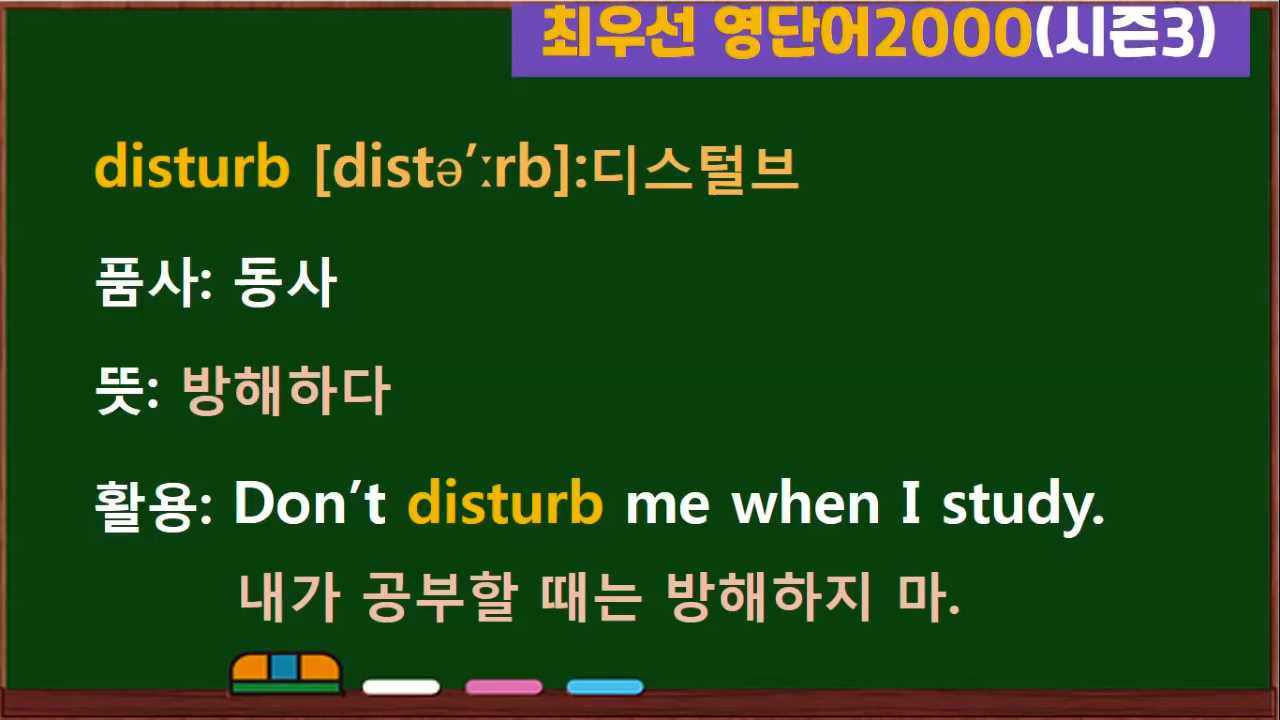 최우선 영단어2000(시즌3)
disturb [distə′ːrb]:디스털브
품사: 동사
뜻: 방해하다
활용: Don't disturb me when I study.
내가 공부할 때는 방해하지 마.